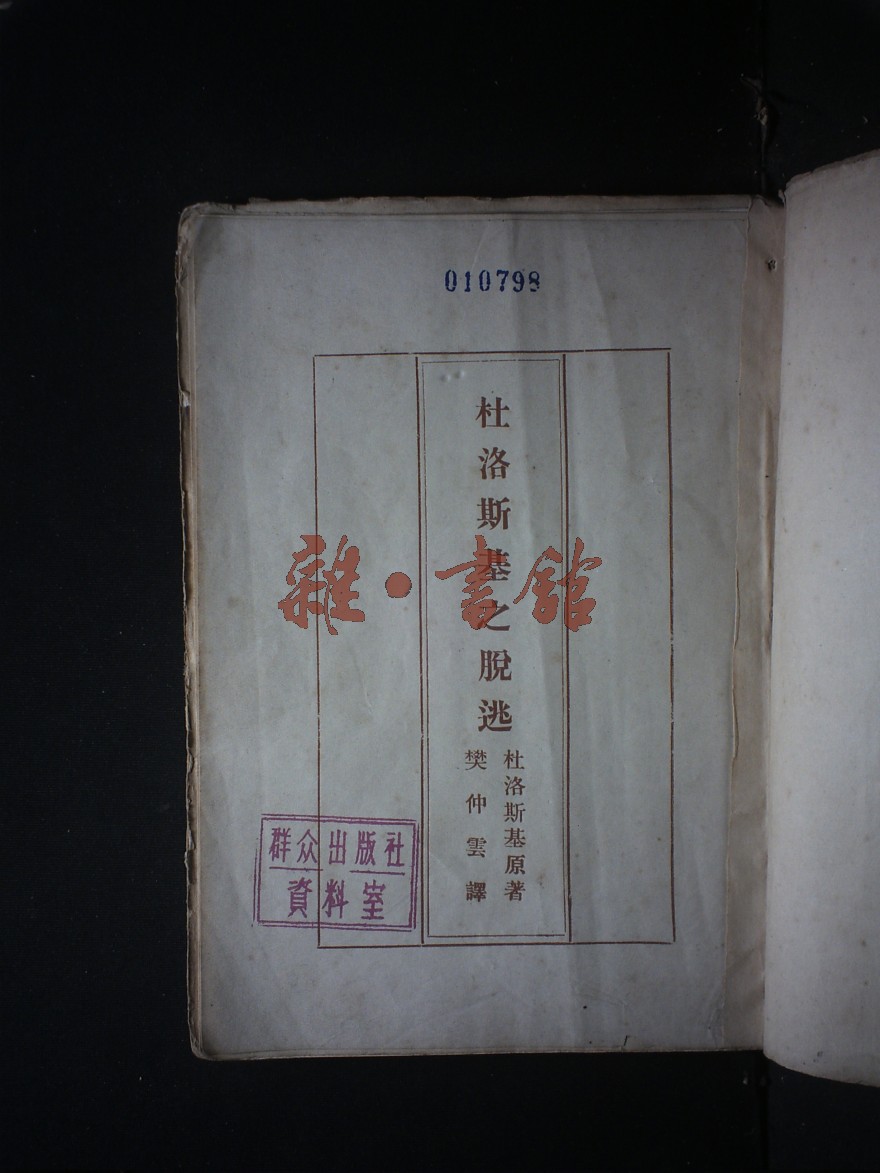 010798
杜洛斯基之脫逃
杜洛斯基原著
樊仲雲譯
雜·書館
群众出版社
資料室